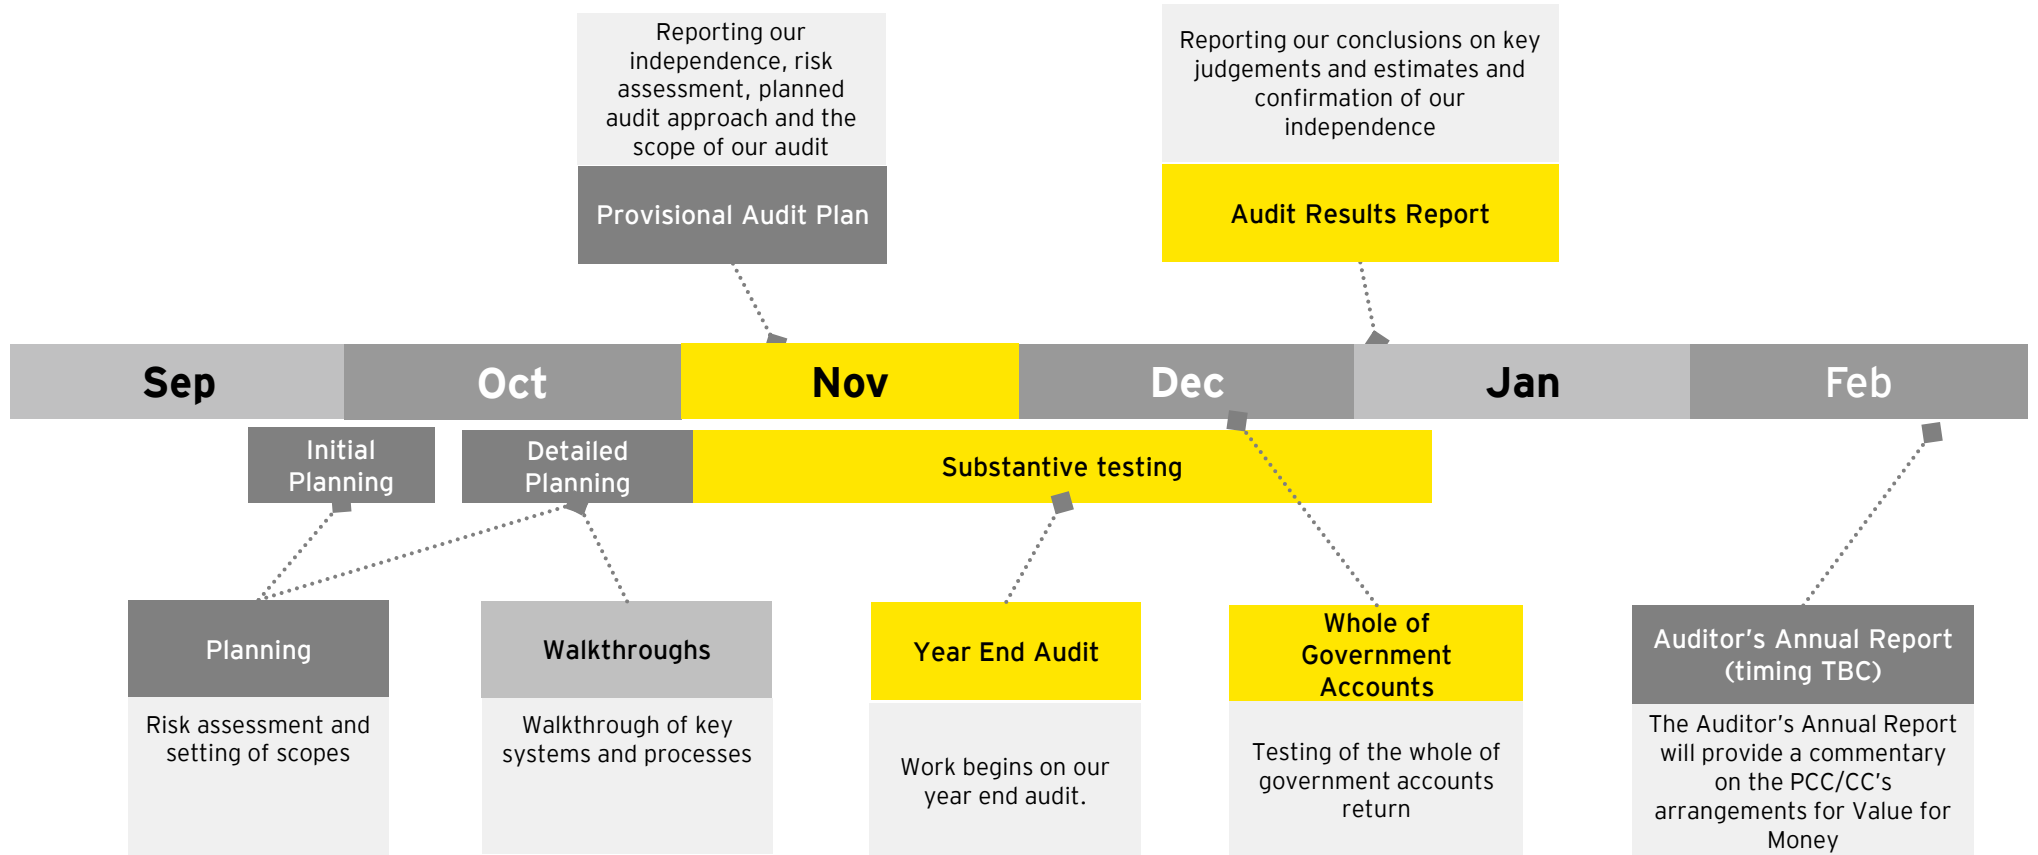 Reporting our
independence, risk
assessment, planned
audit approach and the
scope of our audit
Provisional Audit Plan
Reporting our conclusions on key
judgements and estimates and
confirmation of our
independence
Audit Results Report
Sep
Oct
Nov
Dec
Jan
Feb
Initial
Planning
Detailed
Planning
Substantive testing
Planning
Risk assessment and
setting of scopes
Walkthroughs
Walkthrough of key
systems and processes
Year End Audit
Work begins on our
year end audit.
Whole of
Government
Accounts
Testing of the whole of
government accounts
return
Auditor's Annual Report
(timing TBC)
The Auditor's Annual Report
will provide a commentary
on the PCC/CC's
arrangements for Value for
Money